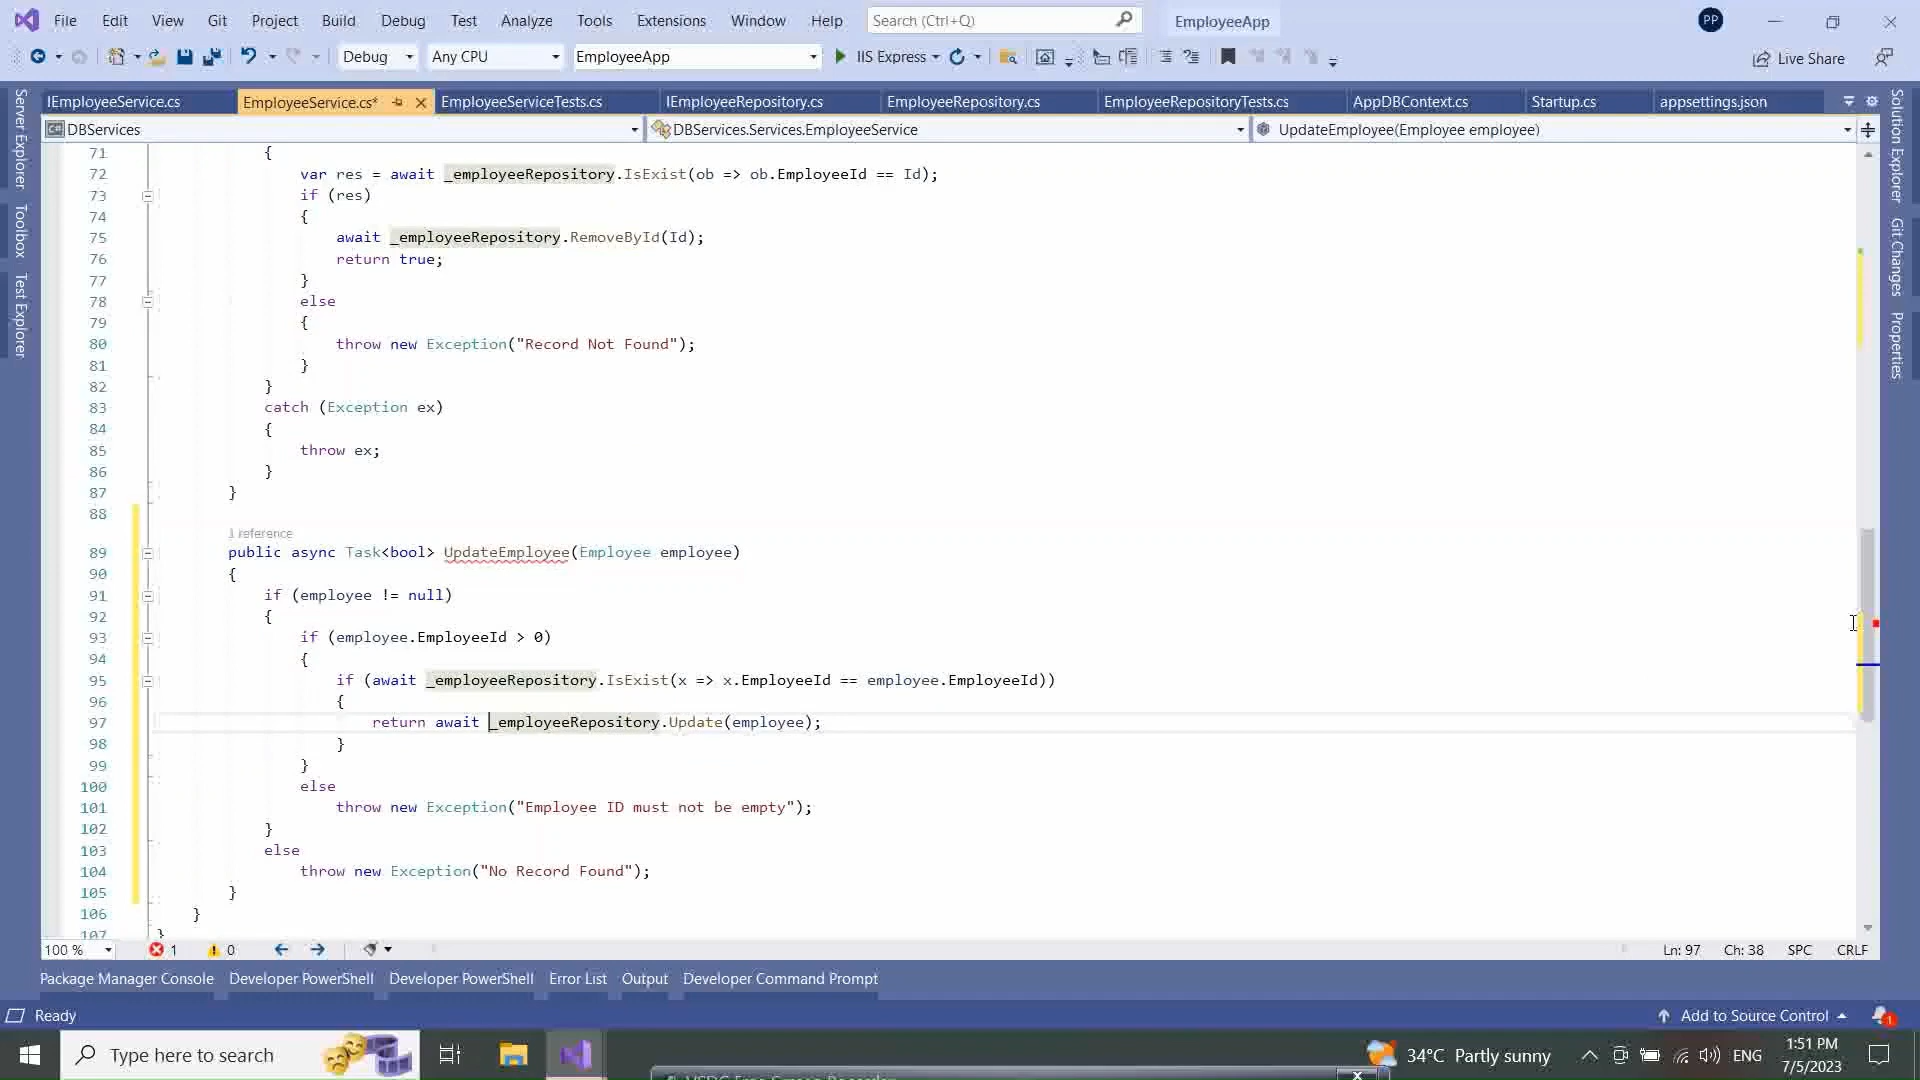 File Edit View Git Project Build Debug Test Analyze Tools Extensions Window Help Search (Ctrl+Q) EmployeeApp PP
Debug Any CPU EmployeeApp IIS Express Live Share
IEmployeeService.cs EmployeeService.cs* EmployeeServiceTests.cs IEmployeeRepository.cs EmployeeRepository.cs EmployeeRepositoryTests.cs AppDBContext.cs Startup.cs appsettings.json
DBServices DBServices.Services.EmployeeService UpdateEmployee(Employee employee)
Server Explorer
Toolbox
Test Explorer
Solution Explorer
Git Changes
Properties
71 {
72 var res = await _employeeRepository.IsExist(ob => ob.EmployeeId == Id);
73 if (res)
74 {
75 await _employeeRepository.RemoveById(Id);
76 return true;
77 }
78 else
79 {
80 throw new Exception("Record Not Found");
81 }
82 }
83 catch (Exception ex)
84 {
85 throw ex;
86 }
87 }
88
1 reference
89 public async Task<bool> UpdateEmployee(Employee employee)
90 {
91 if (employee != null)
92 {
93 if (employee.EmployeeId > 0)
94 {
95 if (await _employeeRepository.IsExist(x => x.EmployeeId == employee.EmployeeId))
96 {
97 return await _employeeRepository.Update(employee);
98 }
99 }
100 else
101 throw new Exception("Employee ID must not be empty");
102 }
103 else
104 throw new Exception("No Record Found");
105 }
106 }
107 }
100 % 1 0 Ln: 97 Ch: 38 SPC CRLF
Package Manager Console Developer PowerShell Developer PowerShell Error List Output Developer Command Prompt
Ready Add to Source Control 1
Type here to search 34°C Partly sunny ENG 1:51 PM
7/5/2023